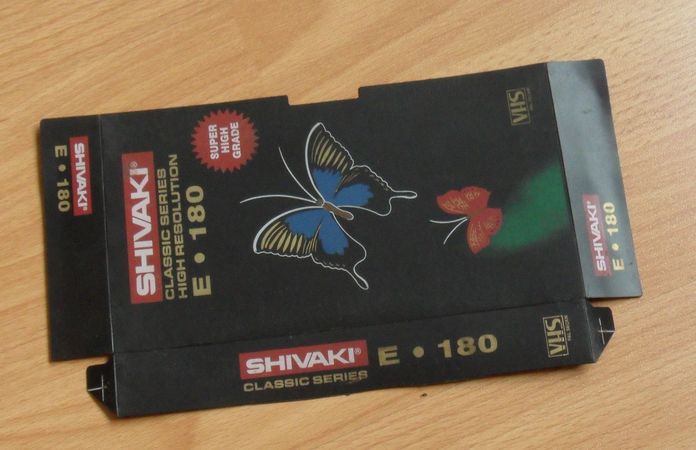 SHIVAKI®
E • 180
SHIVAKI®
CLASSIC SERIES
HIGH RESOLUTION
E • 180
SUPER
HIGH
GRADE
VHS
SHIVAKI®
E • 180
SHIVAKI®
CLASSIC SERIES
E • 180
VHS